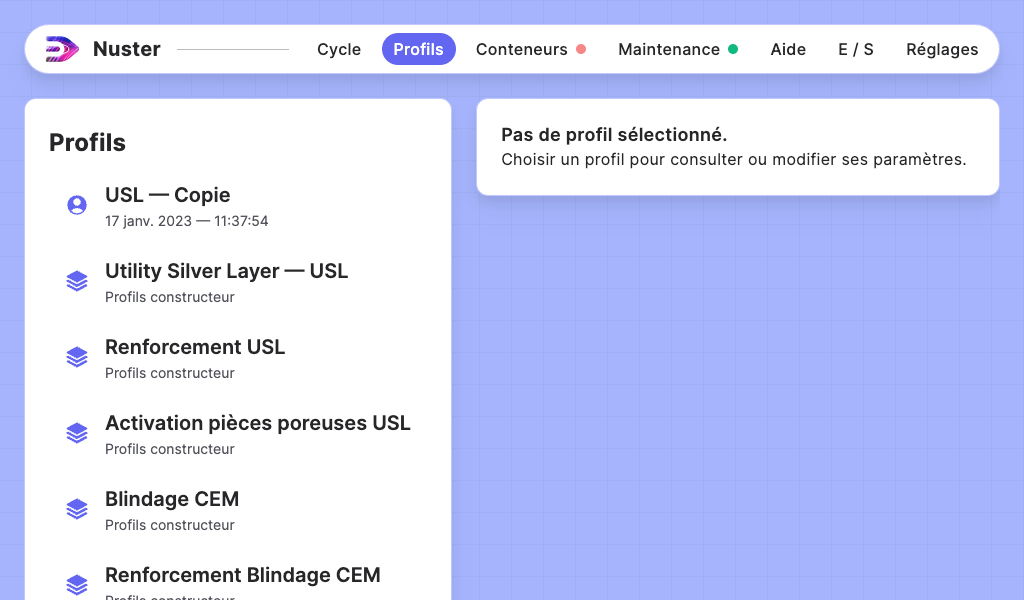 Nuster
Cycle
Profils
Conteneurs
Maintenance
Aide
E / S
Réglages
Profils
USL — Copie
17 janv. 2023 — 11:37:54
Utility Silver Layer — USL
Profils constructeur
Renforcement USL
Profils constructeur
Activation pièces poreuses USL
Profils constructeur
Blindage CEM
Profils constructeur
Renforcement Blindage CEM
Profils constructeur
Pas de profil sélectionné.
Choisir un profil pour consulter ou modifier ses paramètres.